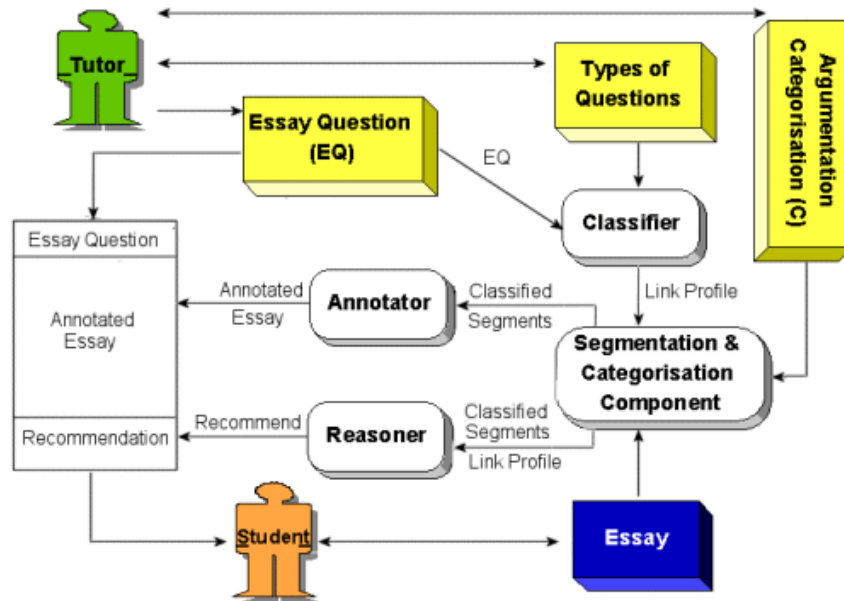 Tutor
Types of
Questions
Argumentation
Categorisation (C)
Essay Question
(EQ)
EQ
Classifier
Essay Question
Link Profile
Annotated
Essay
Annotator
Classified
Segments
Annotated
Essay
Segmentation &
Categorisation
Component
Recommendation
Recommend
Reasoner
Classified
Segments
Link Profile
Student
Essay